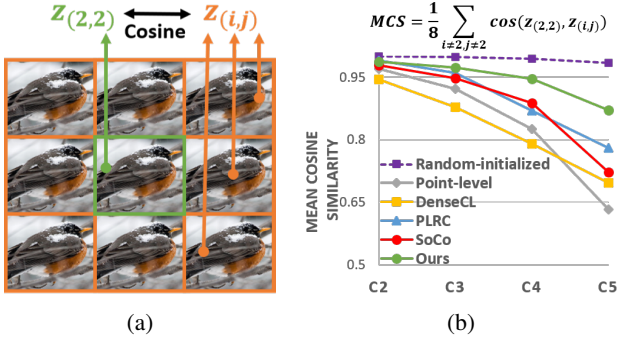 z(2,2) Cosine z(i,j)
MCS = 1/8 ∑ i≠2,j≠2 cos(z(2,2), z(i,j))
MEAN COSINE SIMILARITY
0.95
0.8
0.65
0.5
Random-initialized
Point-level
DenseCL
PLRC
SoCo
Ours
C2 C3 C4 C5
(a) (b)